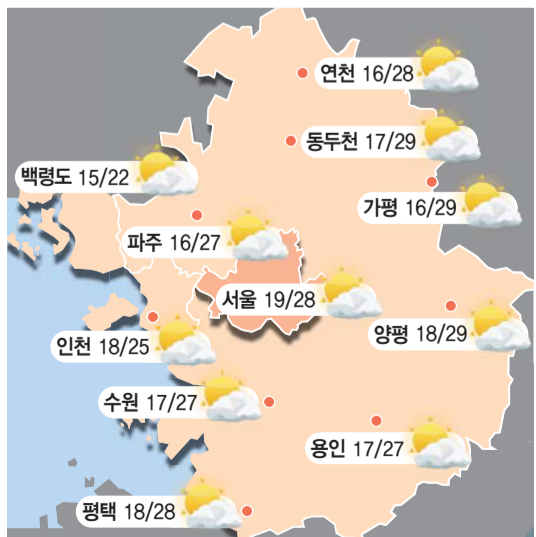 연천 16/28
동두천 17/29
백령도 15/22
가평 16/29
파주 16/27
서울 19/28
인천 18/25
양평 18/29
수원 17/27
용인 17/27
평택 18/28